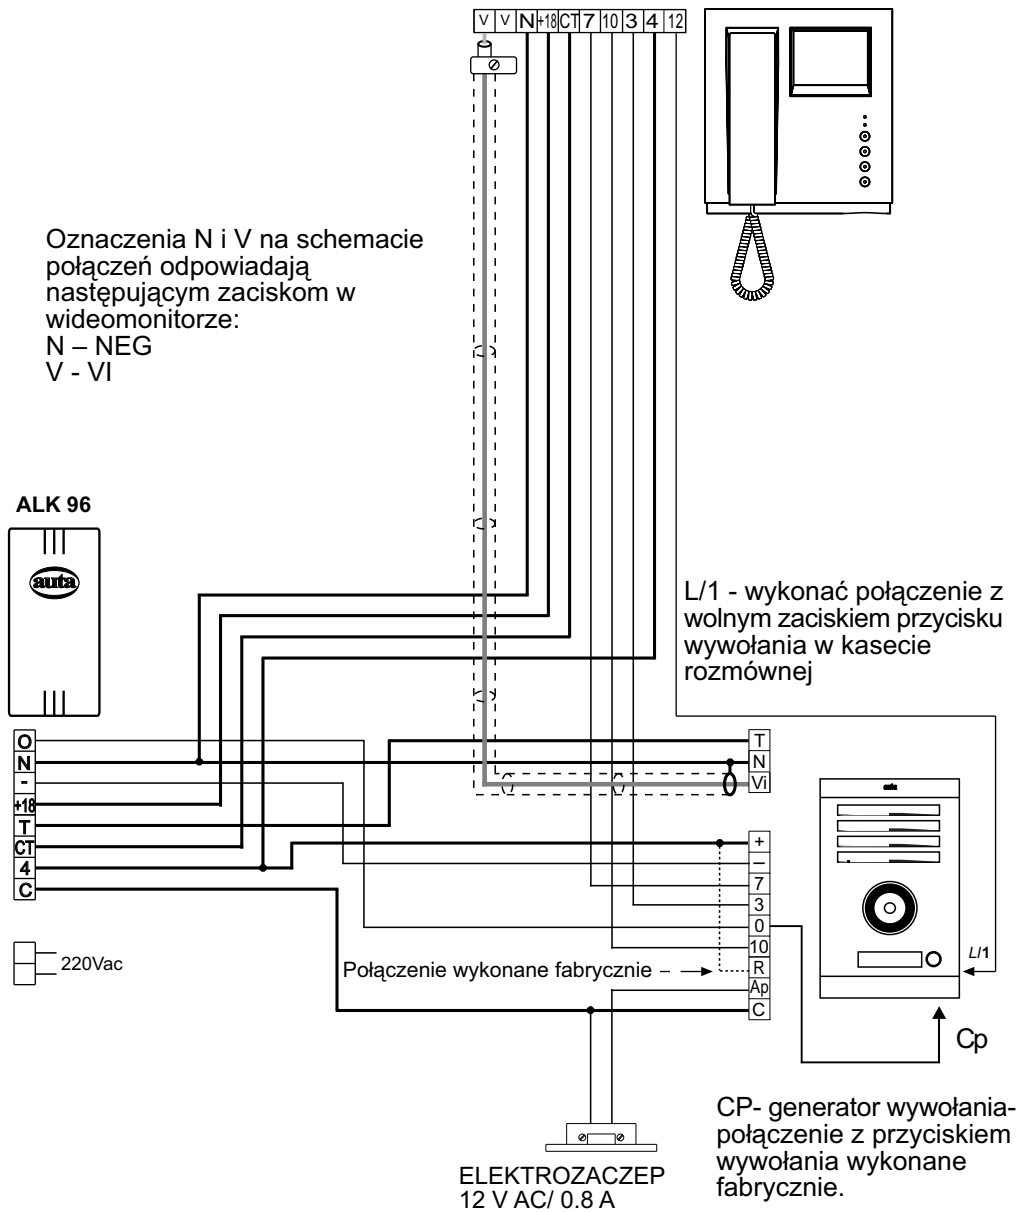 V V N +18 CT 7 10 3 4 12
Oznaczenia N i V na schemacie
połączeń odpowiadają
następującym zaciskom w
wideomonitorze:
N – NEG
V - VI
ALK 96
auta
L/1 - wykonać połączenie z
wolnym zaciskiem przycisku
wywołania w kasecie
rozmównej
O
N
-
+18
T
CT
4
C
220Vac
T
N
Vi
+
–
7
3
0
10
R
Ap
C
Połączenie wykonane fabrycznie
auta
L/1
Cp
CP- generator wywołania-
połączenie z przyciskiem
wywołania wykonane
fabrycznie.
ELEKTROZACZEP
12 V AC/ 0.8 A